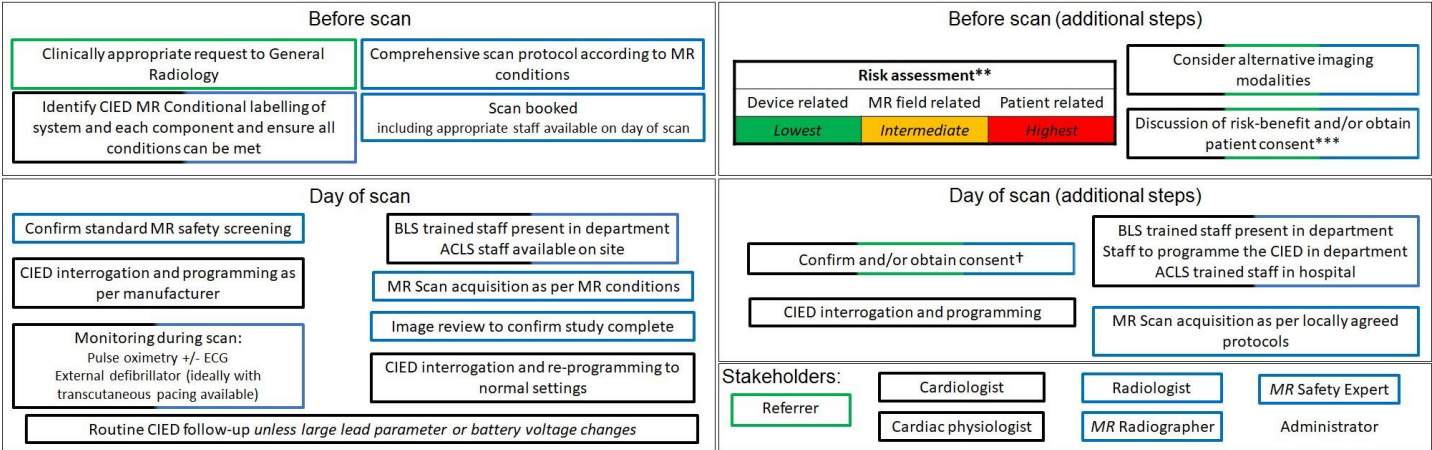 Before scan
Clinically appropriate request to General
Radiology
Identify CIED MR Conditional labelling of
system and each component and ensure all
conditions can be met
Comprehensive scan protocol according to MR
conditions
Scan booked
including appropriate staff available on day of scan
Before scan (additional steps)
Risk assessment**
Device related MR field related Patient related
Lowest Intermediate Highest
Consider alternative imaging
modalities
Discussion of risk-benefit and/or obtain
patient consent***
Day of scan
Confirm standard MR safety screening
CIED interrogation and programming as
per manufacturer
Monitoring during scan:
Pulse oximetry +/- ECG
External defibrillator (ideally with
transcutaneous pacing available)
BLS trained staff present in department
ACLS staff available on site
MR Scan acquisition as per MR conditions
Image review to confirm study complete
CIED interrogation and re-programming to
normal settings
Routine CIED follow-up unless large lead parameter or battery voltage changes
Day of scan (additional steps)
Confirm and/or obtain consent†
CIED interrogation and programming
BLS trained staff present in department
Staff to programme the CIED in department
ACLS trained staff in hospital
MR Scan acquisition as per locally agreed
protocols
Stakeholders:
Referrer
Cardiologist
Cardiac physiologist
Radiologist
MR Radiographer
MR Safety Expert
Administrator